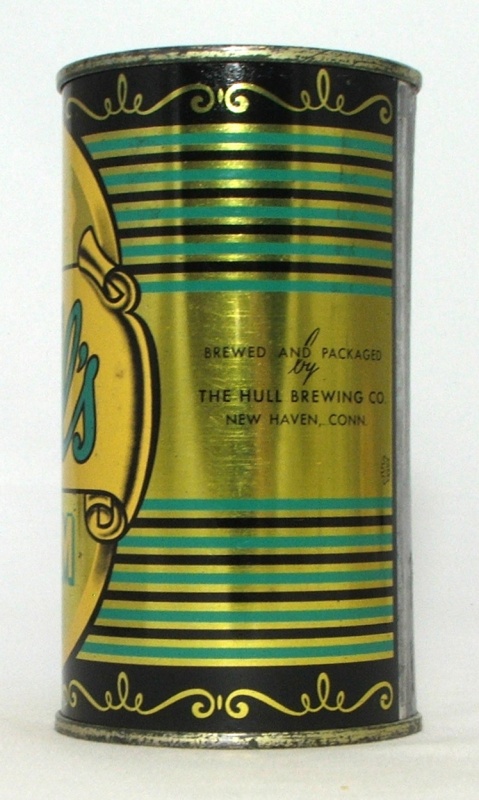 l's
M
BREWED AND PACKAGED
by
THE HULL BREWING CO.
NEW HAVEN, CONN.